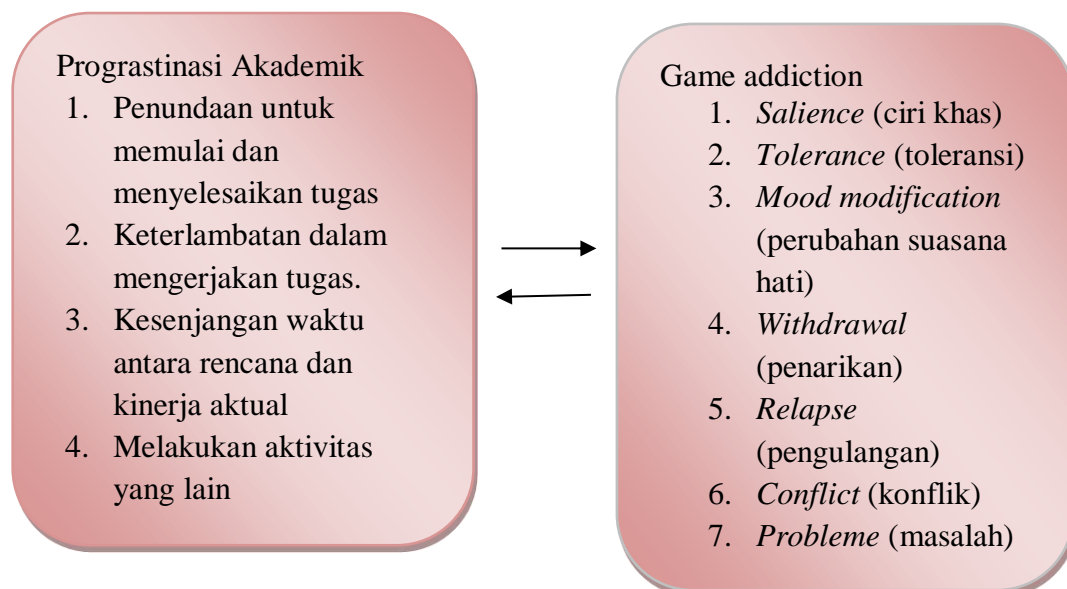 Prograstinasi Akademik
1. Penundaan untuk
memulai dan
menyelesaikan tugas
2. Keterlambatan dalam
mengerjakan tugas.
3. Kesenjangan waktu
antara rencana dan
kinerja aktual
4. Melakukan aktivitas
yang lain
Game addiction
1. Salience (ciri khas)
2. Tolerance (toleransi)
3. Mood modification
(perubahan suasana
hati)
4. Withdrawal
(penarikan)
5. Relapse
(pengulangan)
6. Conflict (konflik)
7. Probleme (masalah)